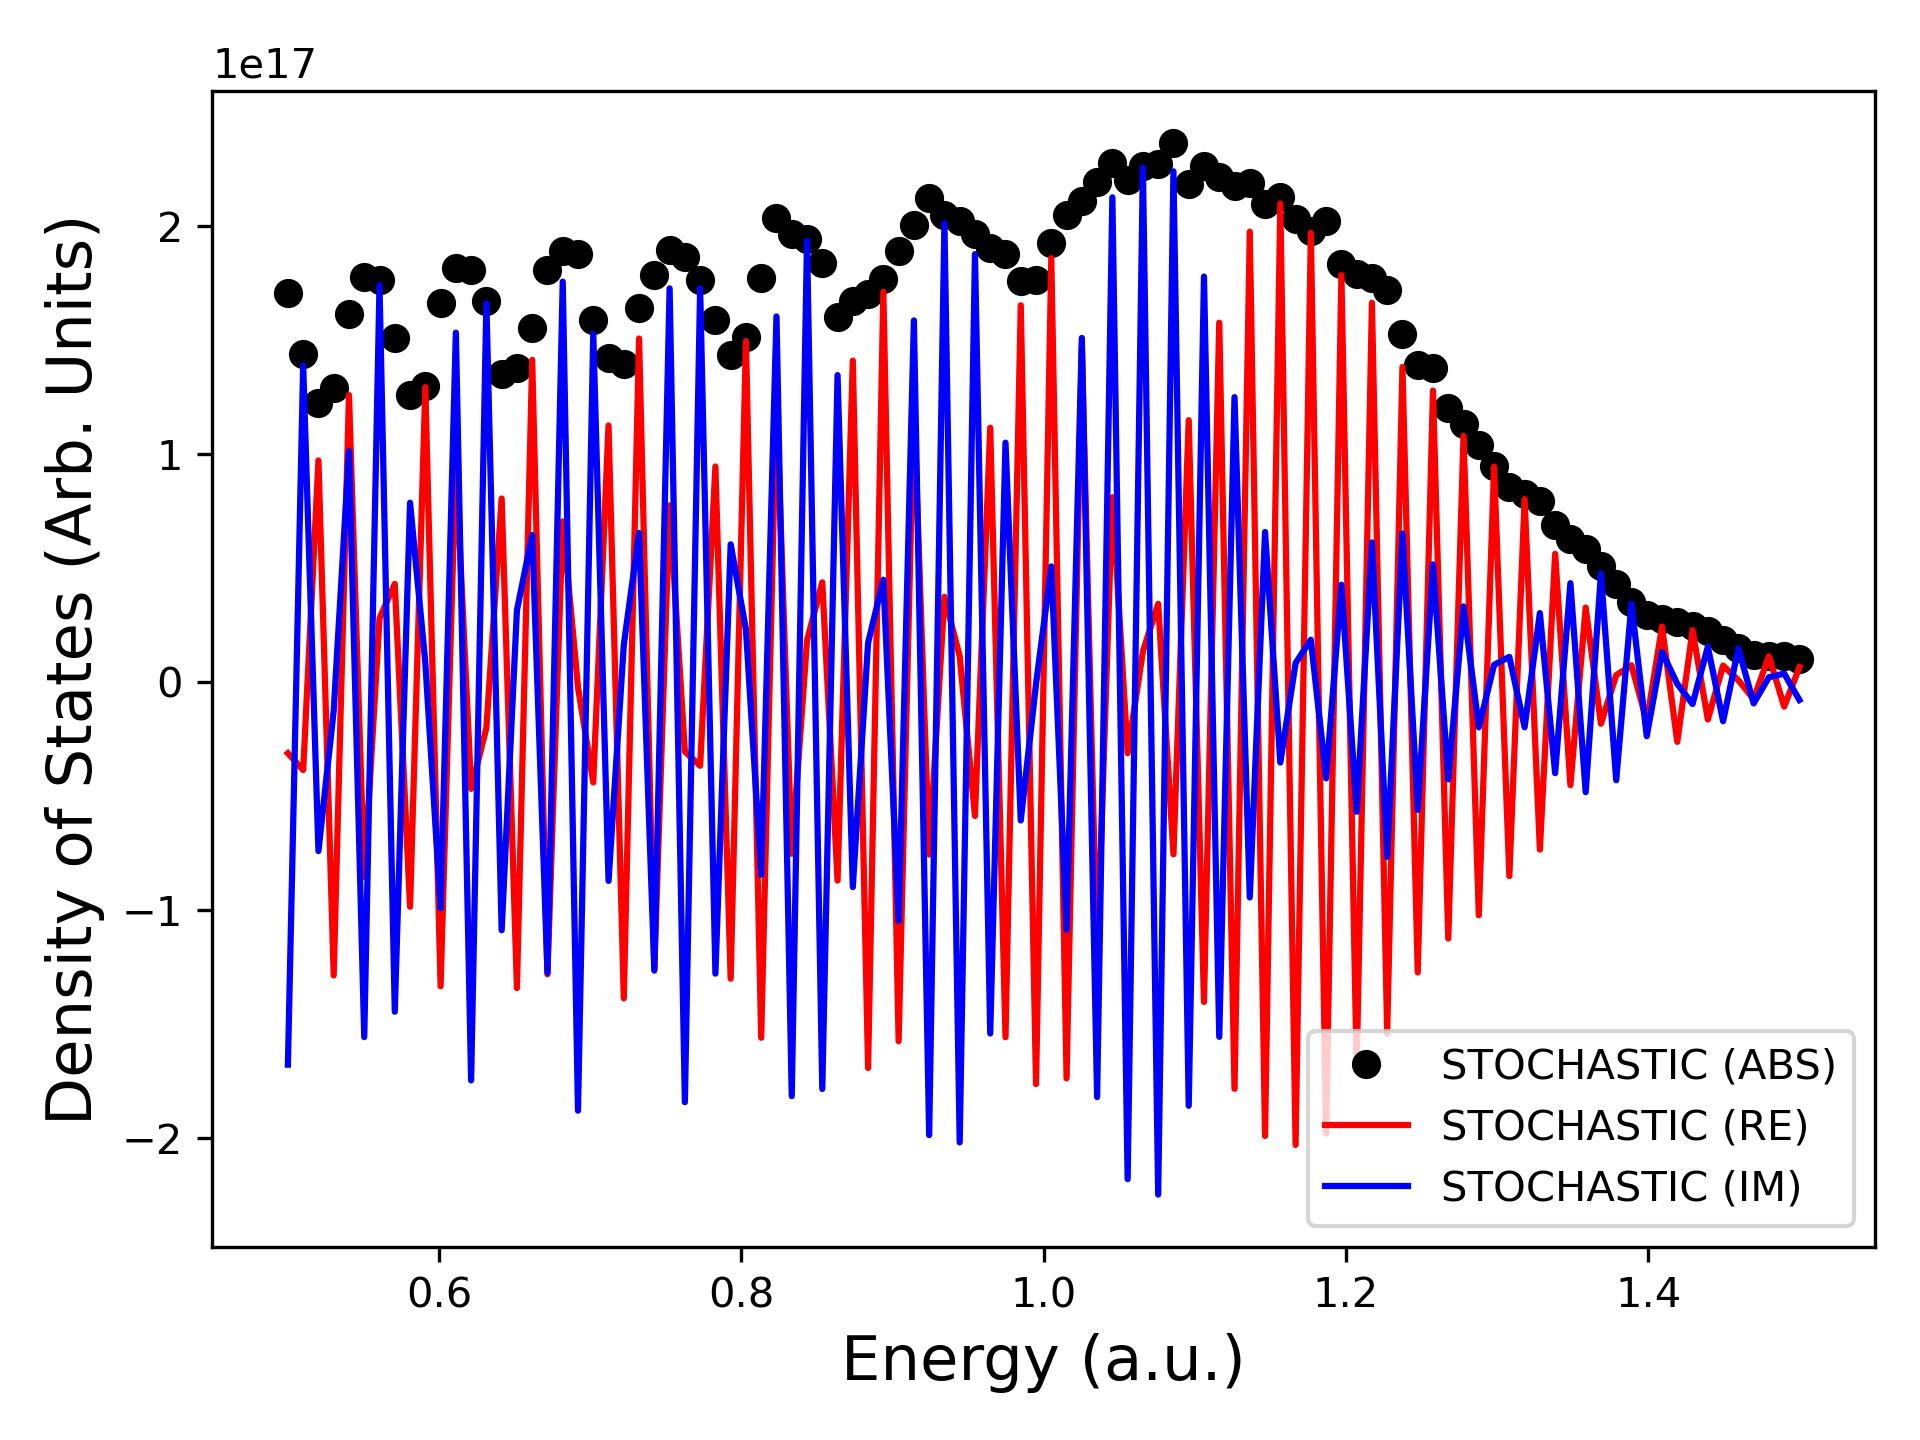 1e17
Density of States (Arb. Units)
2
1
0
−1
−2
STOCHASTIC (ABS)
STOCHASTIC (RE)
STOCHASTIC (IM)
0.6 0.8 1.0 1.2 1.4
Energy (a.u.)